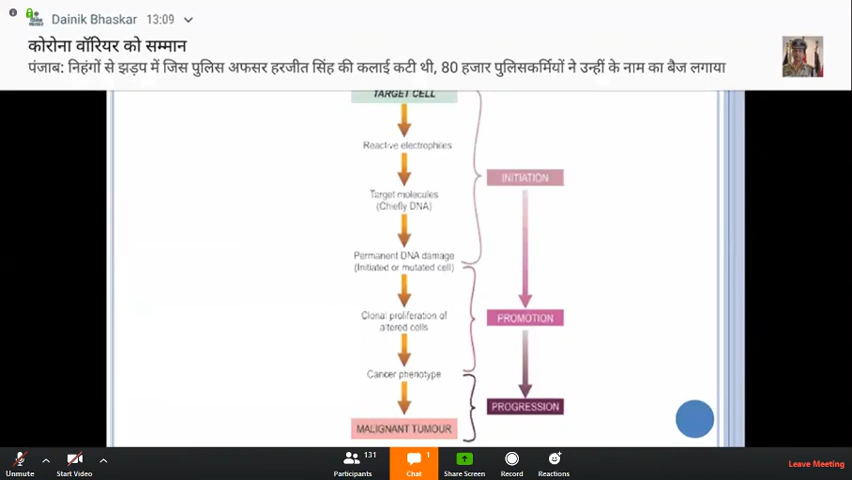 Dainik Bhaskar 13:09
कोरोना वॉरियर को सम्मान
पंजाब: निहंगों से झड़प में जिस पुलिस अफसर हरजीत सिंह की कलाई कटी थी, 80 हजार पुलिसकर्मियों ने उन्हीं के नाम का बैज लगाया
TARGET CELL
Reactive electrophiles
INITIATION
Target molecules
(Chiefly DNA)
Permanent DNA damage
(Initiated or mutated cell)
Clonal proliferation of
altered cells
PROMOTION
Cancer phenotype
PROGRESSION
MALIGNANT TUMOUR
131
1
Unmute
Start Video
Participants
Chat
Share Screen
Record
Reactions
Leave Meeting